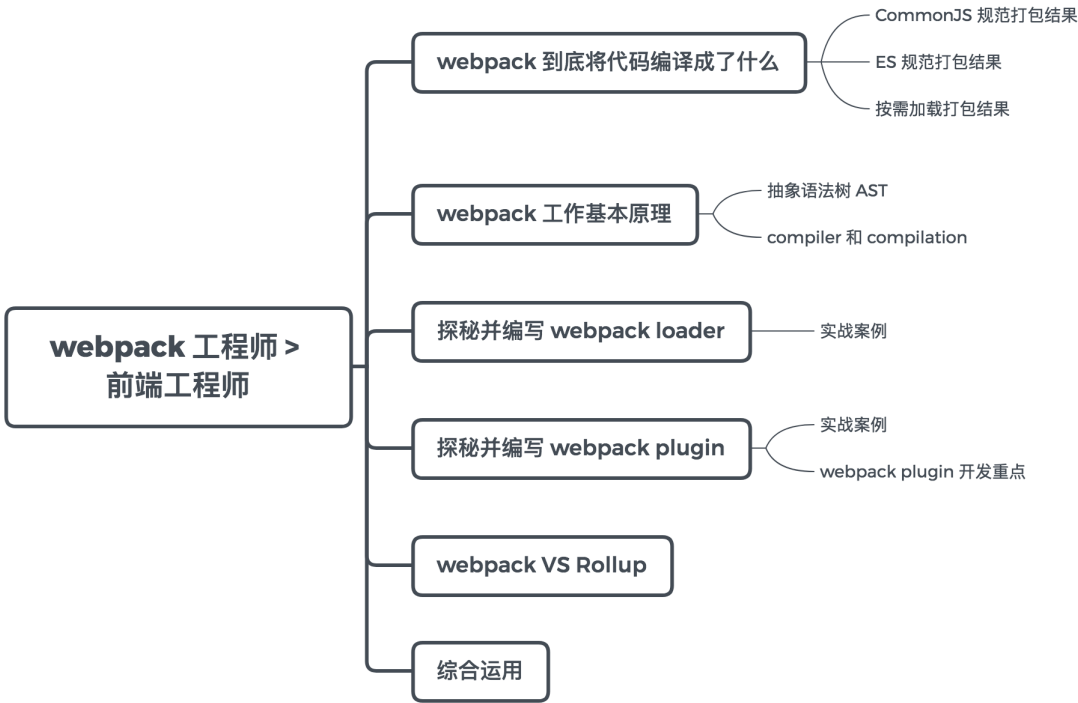 webpack 工程师 >
前端工程师
webpack 到底将代码编译成了什么
CommonJS 规范打包结果
ES 规范打包结果
按需加载打包结果
webpack 工作基本原理
抽象语法树 AST
compiler 和 compilation
探秘并编写 webpack loader
实战案例
探秘并编写 webpack plugin
实战案例
webpack plugin 开发重点
webpack VS Rollup
综合运用